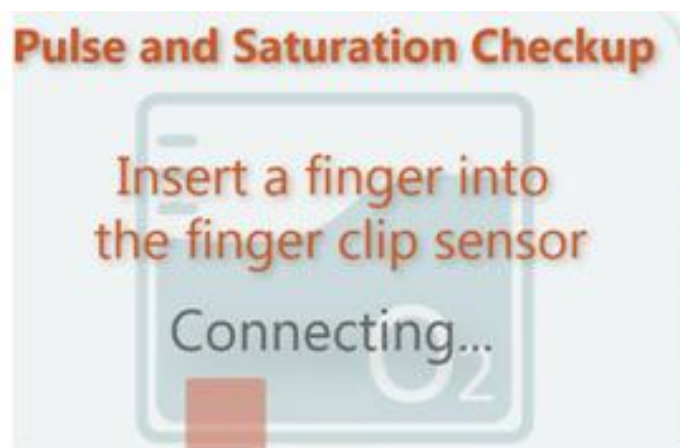 Pulse and Saturation Checkup
Insert a finger into
the finger clip sensor
Connecting...
O2